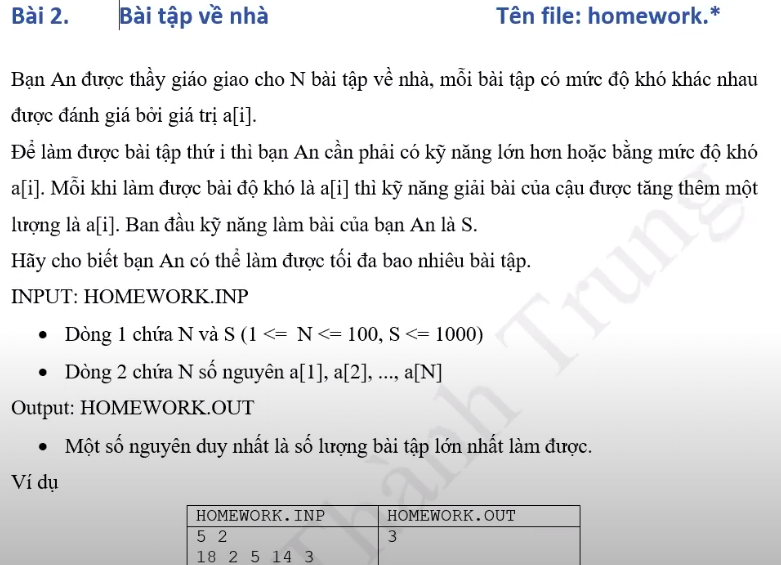 Bài 2. Bài tập về nhà Tên file: homework.*
Bạn An được thầy giáo giao cho N bài tập về nhà, mỗi bài tập có mức độ khó khác nhau
được đánh giá bởi giá trị a[i].
Để làm được bài tập thứ i thì bạn An cần phải có kỹ năng lớn hơn hoặc bằng mức độ khó
a[i]. Mỗi khi làm được bài độ khó là a[i] thì kỹ năng giải bài của cậu được tăng thêm một
lượng là a[i]. Ban đầu kỹ năng làm bài của bạn An là S.
Hãy cho biết bạn An có thể làm được tối đa bao nhiêu bài tập.
INPUT: HOMEWORK.INP
• Dòng 1 chứa N và S (1 <= N <= 100, S <= 1000)
• Dòng 2 chứa N số nguyên a[1], a[2], ..., a[N]
Output: HOMEWORK.OUT
• Một số nguyên duy nhất là số lượng bài tập lớn nhất làm được.
Ví dụ
HOMEWORK.INP HOMEWORK.OUT
5 2 3
18 2 5 14 3
Thành Trung